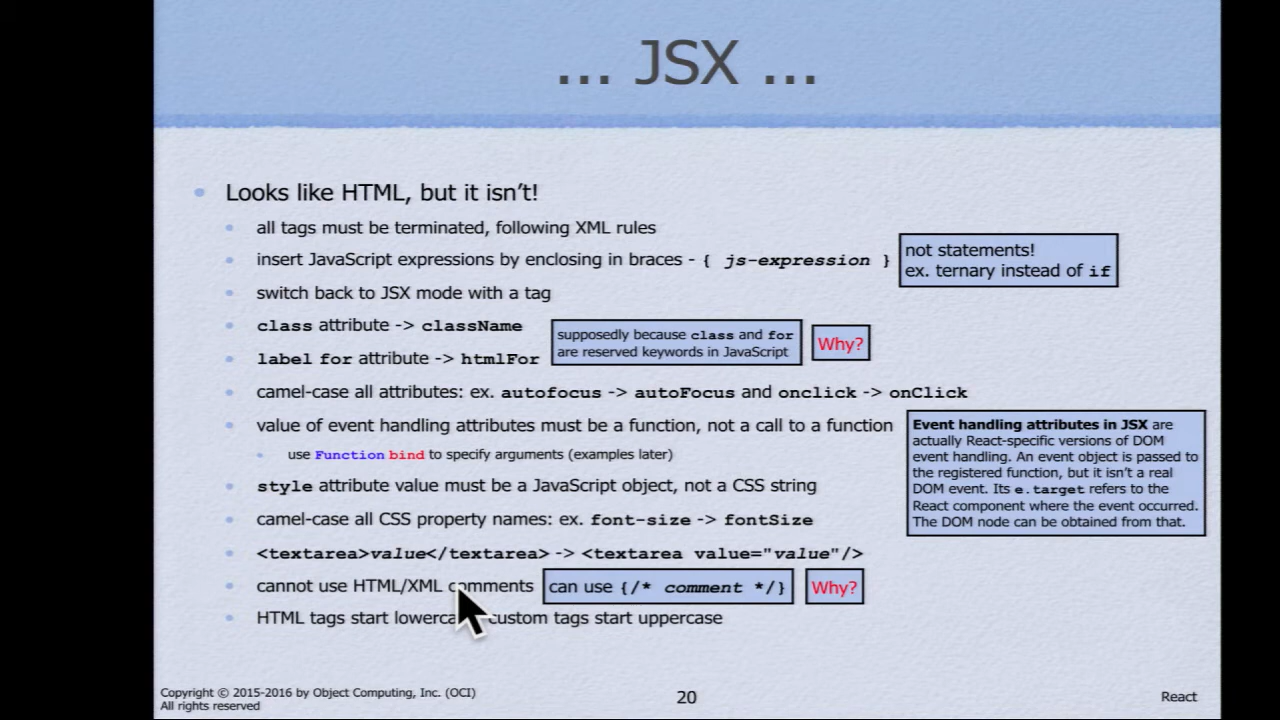 ... JSX ...
Looks like HTML, but it isn't!
all tags must be terminated, following XML rules
insert JavaScript expressions by enclosing in braces - { js-expression }
not statements!
ex. ternary instead of if
switch back to JSX mode with a tag
class attribute -> className
label for attribute -> htmlFor
supposedly because class and for
are reserved keywords in JavaScript
Why?
camel-case all attributes: ex. autofocus -> autoFocus and onclick -> onClick
value of event handling attributes must be a function, not a call to a function
use Function bind to specify arguments (examples later)
Event handling attributes in JSX are
actually React-specific versions of DOM
event handling. An event object is passed to
the registered function, but it isn't a real
DOM event. Its e.target refers to the
React component where the event occurred.
The DOM node can be obtained from that.
style attribute value must be a JavaScript object, not a CSS string
camel-case all CSS property names: ex. font-size -> fontSize
<textarea>value</textarea> -> <textarea value="value"/>
cannot use HTML/XML comments
can use {/* comment */}
Why?
HTML tags start custom tags start uppercase
Copyright © 2015-2016 by Object Computing, Inc. (OCI)
All rights reserved
20
React